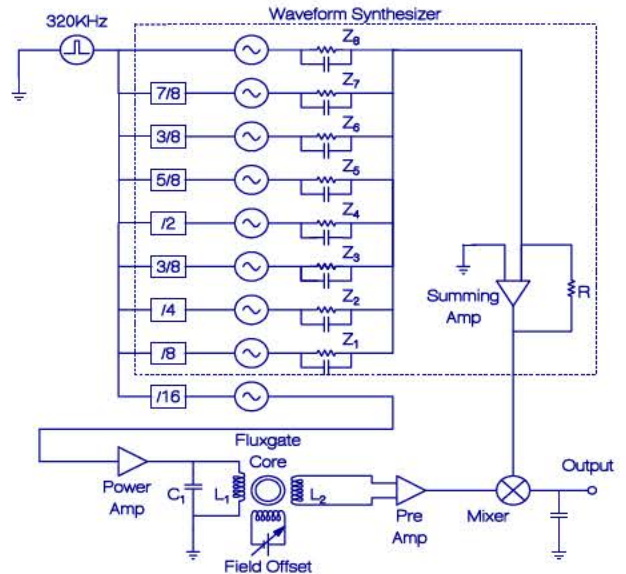 Waveform Synthesizer
320KHz
Z8
7/8
Z7
3/8
Z6
5/8
Z5
/2
Z4
3/8
Z3
/4
Z2
/8
Z1
/16
Summing
Amp
R
Fluxgate
Core
Power
Amp
C1
L1
L2
Pre
Amp
Mixer
Output
Field Offset